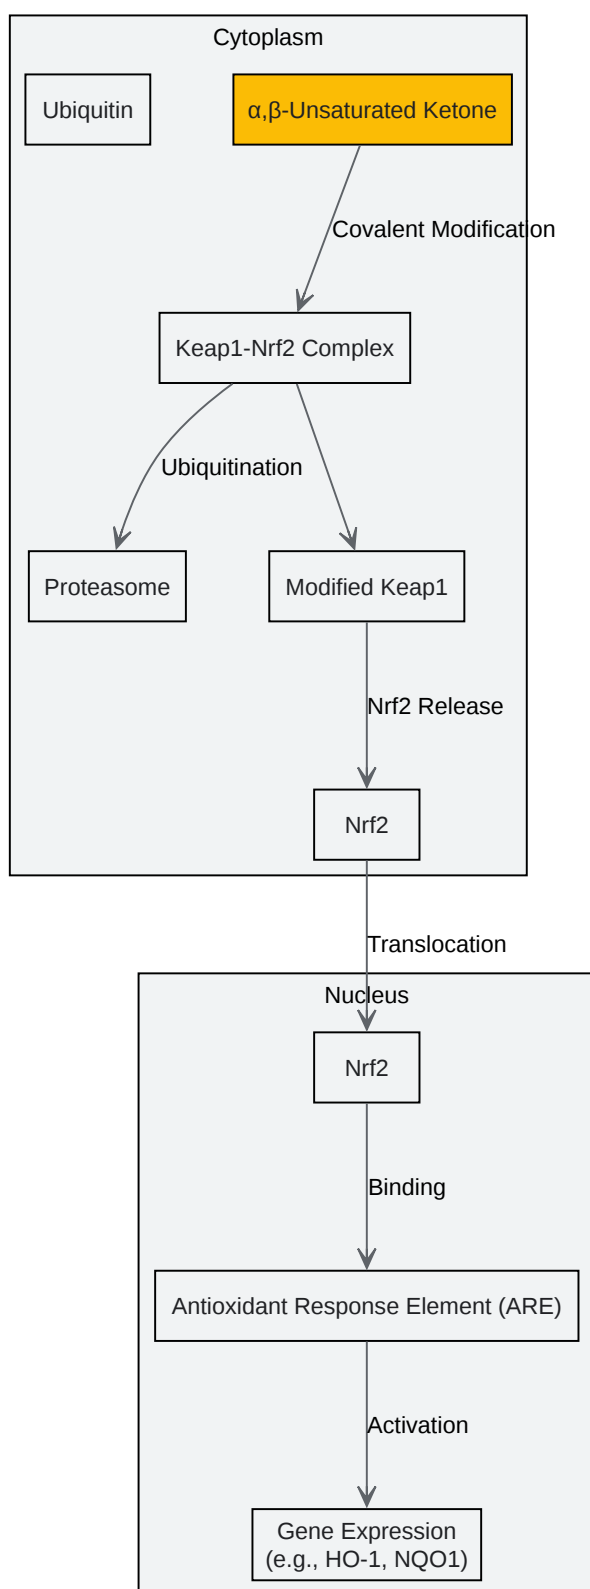 Cytoplasm
Ubiquitin
α,β-Unsaturated Ketone
Covalent Modification
Keap1-Nrf2 Complex
Ubiquitination
Proteasome
Modified Keap1
Nrf2 Release
Nrf2
Translocation
Nucleus
Nrf2
Binding
Antioxidant Response Element (ARE)
Activation
Gene Expression
(e.g., HO-1, NQO1)